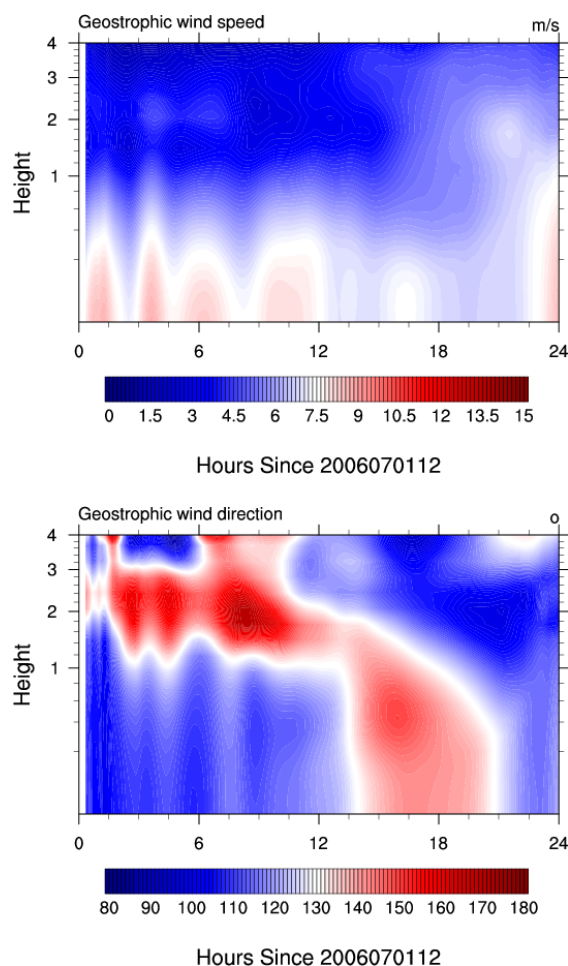 Geostrophic wind speed m/s
4
3
2
1
Height
0 6 12 18 24
0 1.5 3 4.5 6 7.5 9 10.5 12 13.5 15
Hours Since 2006070112
Geostrophic wind direction o
4
3
2
1
Height
0 6 12 18 24
80 90 100 110 120 130 140 150 160 170 180
Hours Since 2006070112